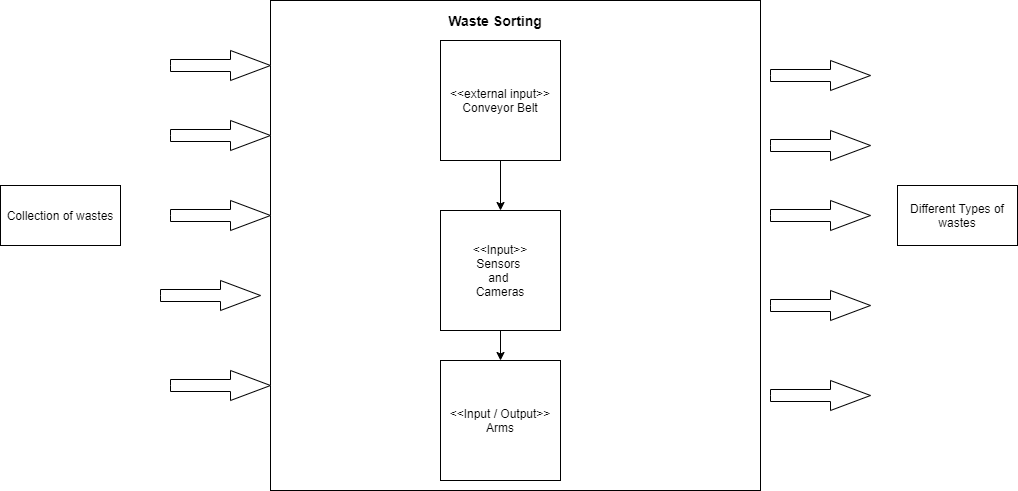 Waste Sorting
<<external input>>
Conveyor Belt
Collection of wastes
<<Input>>
Sensors
and
Cameras
Different Types of
wastes
<<Input / Output>>
Arms